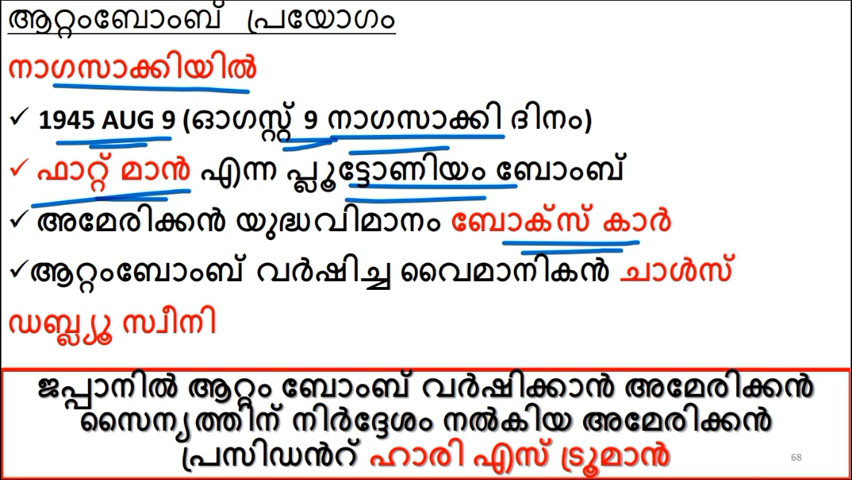 ആറ്റംബോംബ് പ്രയോഗം
നാഗസാക്കിയിൽ
✓ 1945 AUG 9 (ഓഗസ്റ്റ് 9 നാഗസാക്കി ദിനം)
✓ ഫാറ്റ് മാൻ എന്ന പ്ലൂട്ടോണിയം ബോംബ്
✓ അമേരിക്കൻ യുദ്ധവിമാനം ബോക്സ് കാർ
✓ ആറ്റംബോംബ് വർഷിച്ച വൈമാനികൻ ചാൾസ്
ഡബ്ല്യൂ സ്വീനി
ജപ്പാനിൽ ആറ്റം ബോംബ് വർഷിക്കാൻ അമേരിക്കൻ
സൈന്യത്തിന് നിർദ്ദേശം നൽകിയ അമേരിക്കൻ
പ്രസിഡൻറ് ഹാരി എസ് ട്രൂമാൻ
68